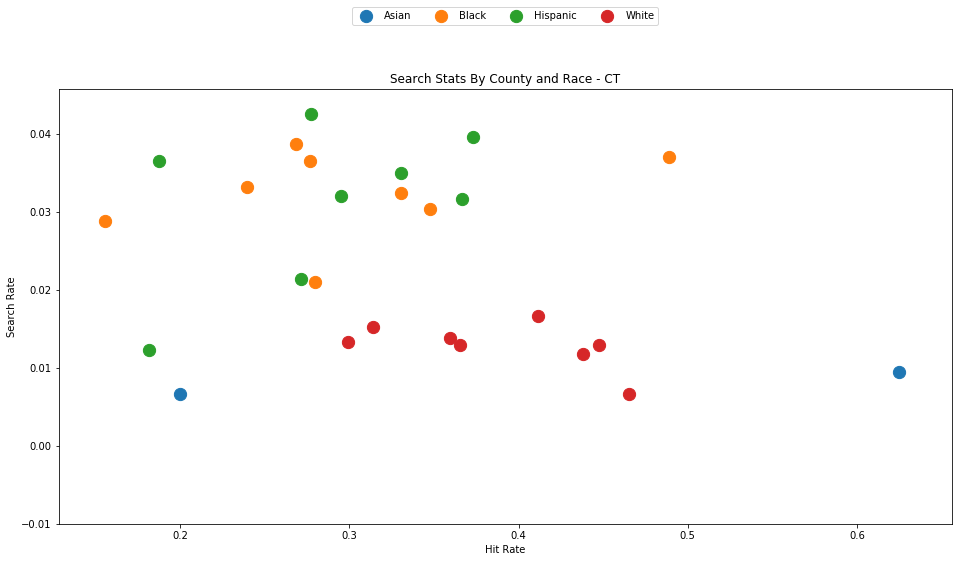 Asian Black Hispanic White
Search Stats By County and Race - CT
0.04
0.03
0.02
0.01
0.00
−0.01
Search Rate
0.2 0.3 0.4 0.5 0.6
Hit Rate